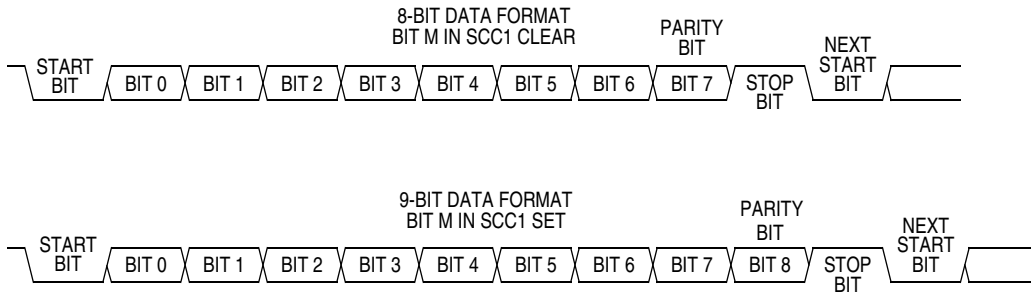 8-BIT DATA FORMAT
BIT M IN SCC1 CLEAR
PARITY
BIT
NEXT
START
BIT
START
BIT
BIT 0
BIT 1
BIT 2
BIT 3
BIT 4
BIT 5
BIT 6
BIT 7
STOP
BIT
9-BIT DATA FORMAT
BIT M IN SCC1 SET
PARITY
BIT
NEXT
START
BIT
START
BIT
BIT 0
BIT 1
BIT 2
BIT 3
BIT 4
BIT 5
BIT 6
BIT 7
BIT 8
STOP
BIT